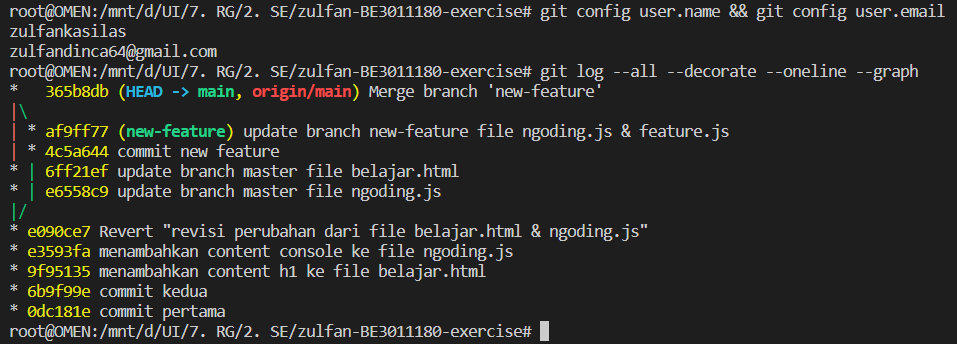 root@OMEN:/mnt/d/UI/7. RG/2. SE/zulfan-BE3011180-exercise# git config user.name && git config user.email
zulfankasilas
zulfandinca64@gmail.com
root@OMEN:/mnt/d/UI/7. RG/2. SE/zulfan-BE3011180-exercise# git log --all --decorate --oneline --graph
*   365b8db (HEAD -> main, origin/main) Merge branch 'new-feature'
|\
| * af9ff77 (new-feature) update branch new-feature file ngoding.js & feature.js
| * 4c5a644 commit new feature
* | 6ff21ef update branch master file belajar.html
* | e6558c9 update branch master file ngoding.js
|/
* e090ce7 Revert "revisi perubahan dari file belajar.html & ngoding.js"
* e3593fa menambahkan content console ke file ngoding.js
* 9f95135 menambahkan content h1 ke file belajar.html
* 6b9f99e commit kedua
* 0dc181e commit pertama
root@OMEN:/mnt/d/UI/7. RG/2. SE/zulfan-BE3011180-exercise#